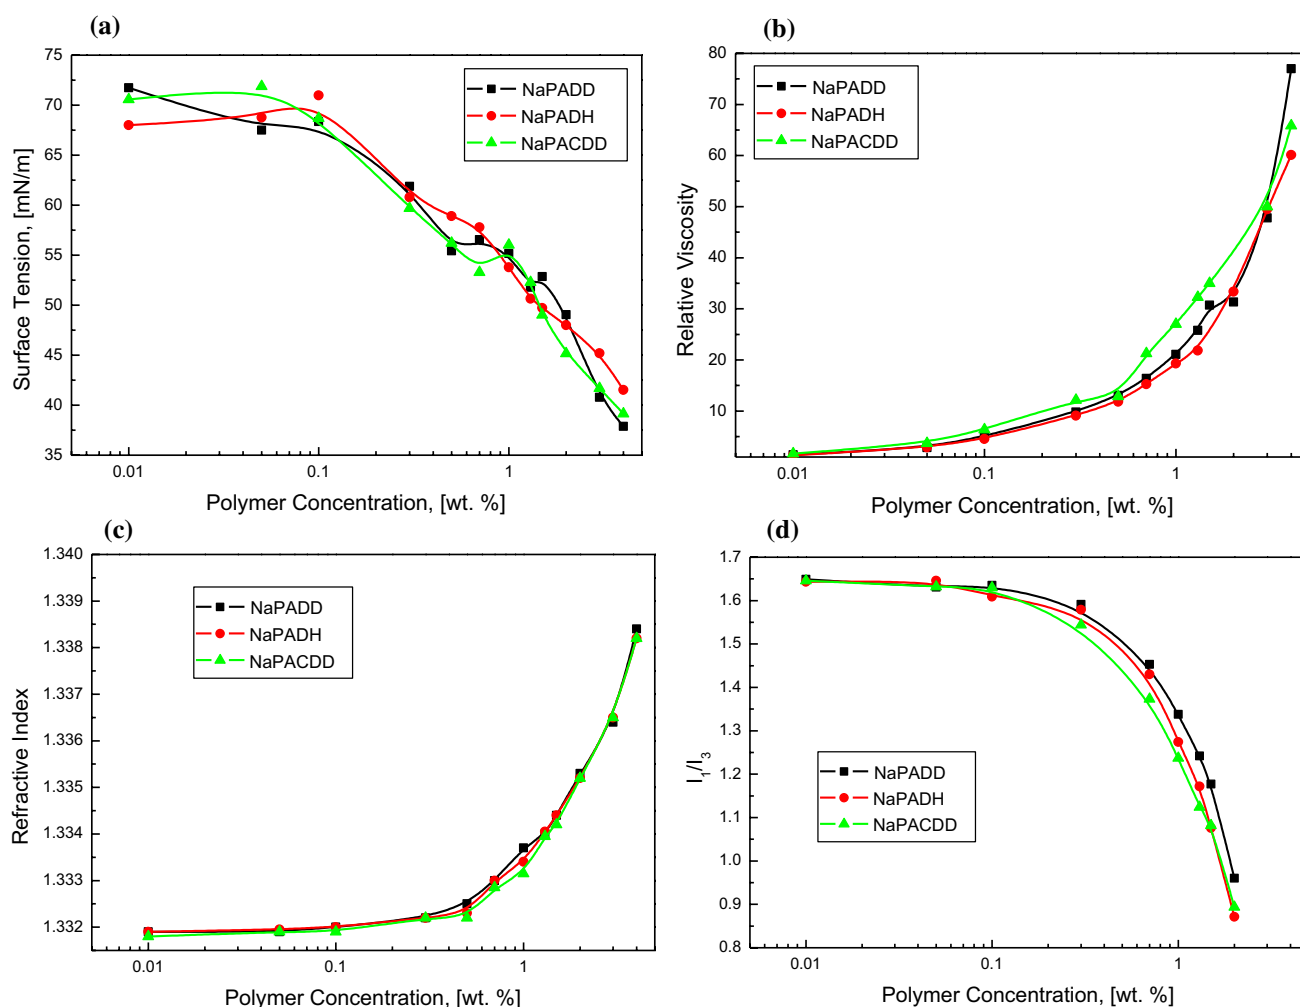 (a)
75
70
65
60
55
50
45
40
35
0.01
0.1
1
Surface Tension, [mN/m]
Polymer Concentration, [wt. %]
NaPADD
NaPADH
NaPACDD
(b)
80
70
60
50
40
30
20
10
0.01
0.1
1
Relative Viscosity
Polymer Concentration, [wt. %]
NaPADD
NaPADH
NaPACDD
(c)
1.340
1.339
1.338
1.337
1.336
1.335
1.334
1.333
1.332
0.01
0.1
1
Refractive Index
Polymer Concentration, [wt. %]
NaPADD
NaPADH
NaPACDD
(d)
1.7
1.6
1.5
1.4
1.3
1.2
1.1
1.0
0.9
0.8
0.01
0.1
1
I1/I3
Polymer Concentration, [wt. %]
NaPADD
NaPADH
NaPACDD